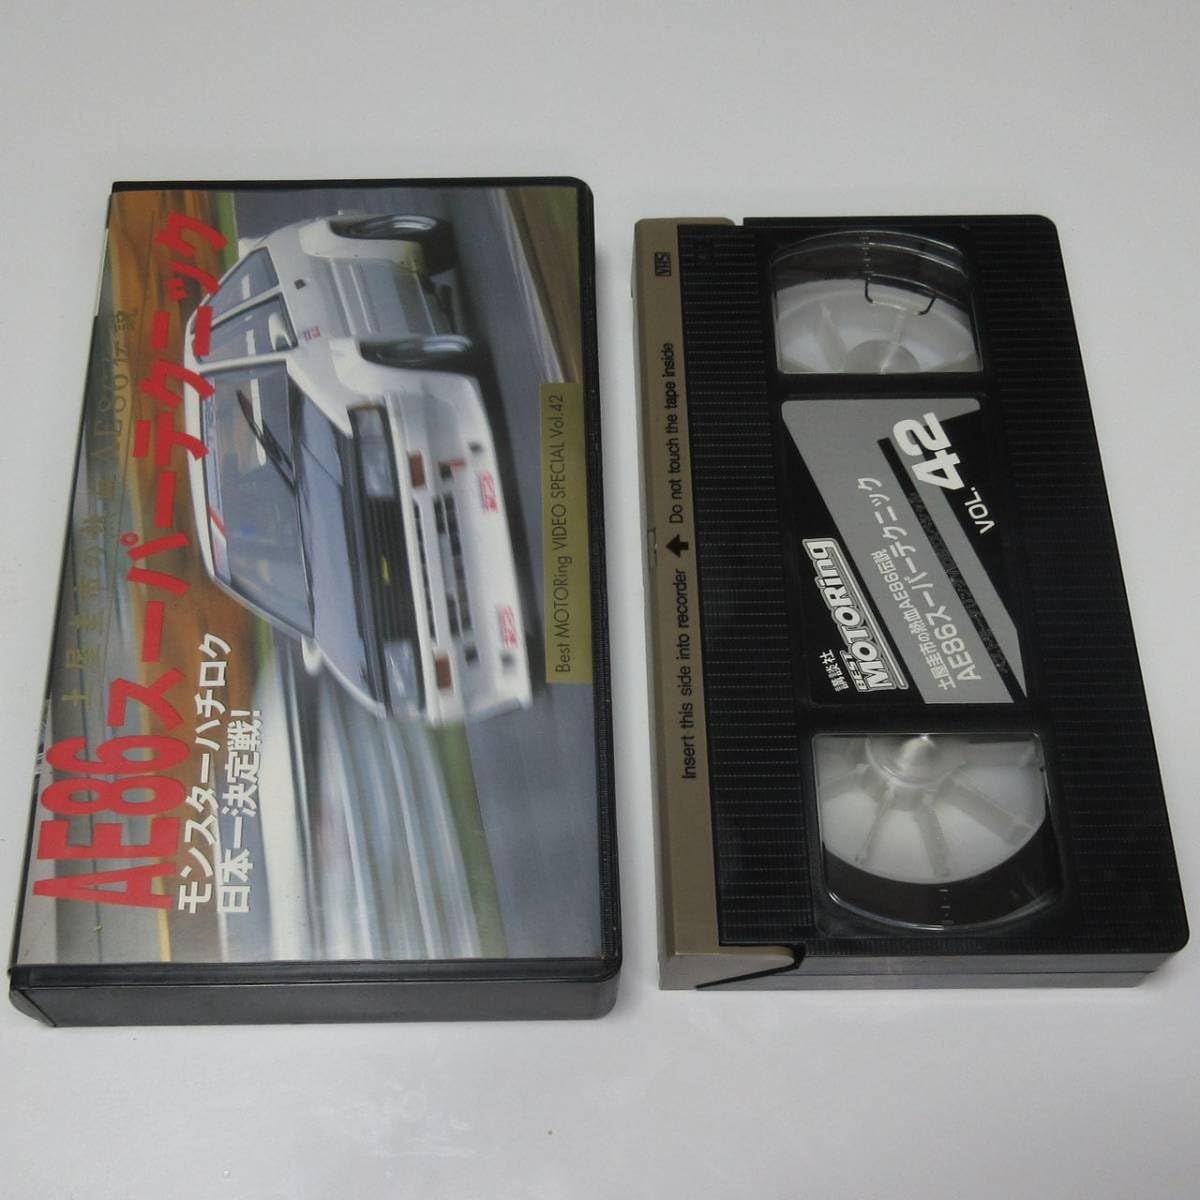 土屋圭市の熱血AE86伝説
AE86スーパーテクニック
モンスターハチロク
日本一決定戦!
Best MOTORing VIDEO SPECIAL Vol.42
VHS
Insert this side into recorder ↑ Do not touch the tape inside
講談社
BEST
MOTORing
土屋圭市の熱血AE86伝説
AE86スーパーテクニック
VOL. 42